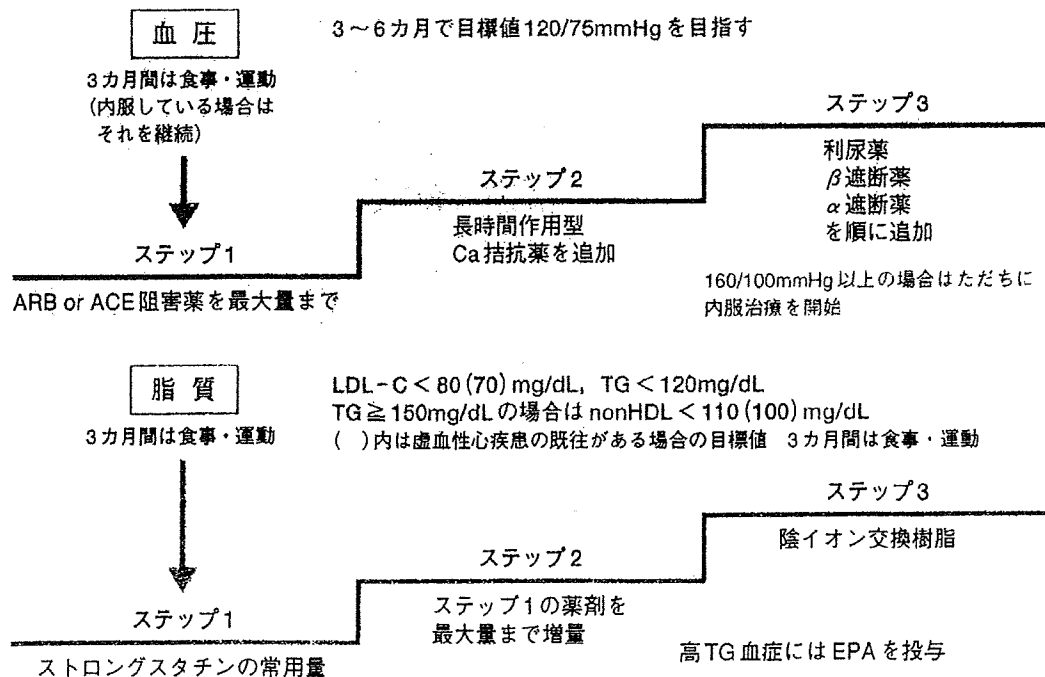 血圧
3～6カ月で目標値120/75mmHgを目指す
3カ月間は食事・運動
(内服している場合は
それを継続)
ステップ1
ARB or ACE阻害薬を最大量まで
ステップ2
長時間作用型
Ca拮抗薬を追加
ステップ3
利尿薬
β遮断薬
α遮断薬
を順に追加
160/100mmHg以上の場合はただちに
内服治療を開始
脂質
LDL-C＜80(70)mg/dL, TG＜120mg/dL
TG≧150mg/dLの場合はnonHDL＜110(100)mg/dL
( )内は虚血性心疾患の既往がある場合の目標値 3カ月間は食事・運動
3カ月間は食事・運動
ステップ1
ストロングスタチンの常用量
ステップ2
ステップ1の薬剤を
最大量まで増量
ステップ3
陰イオン交換樹脂
高TG血症にはEPAを投与